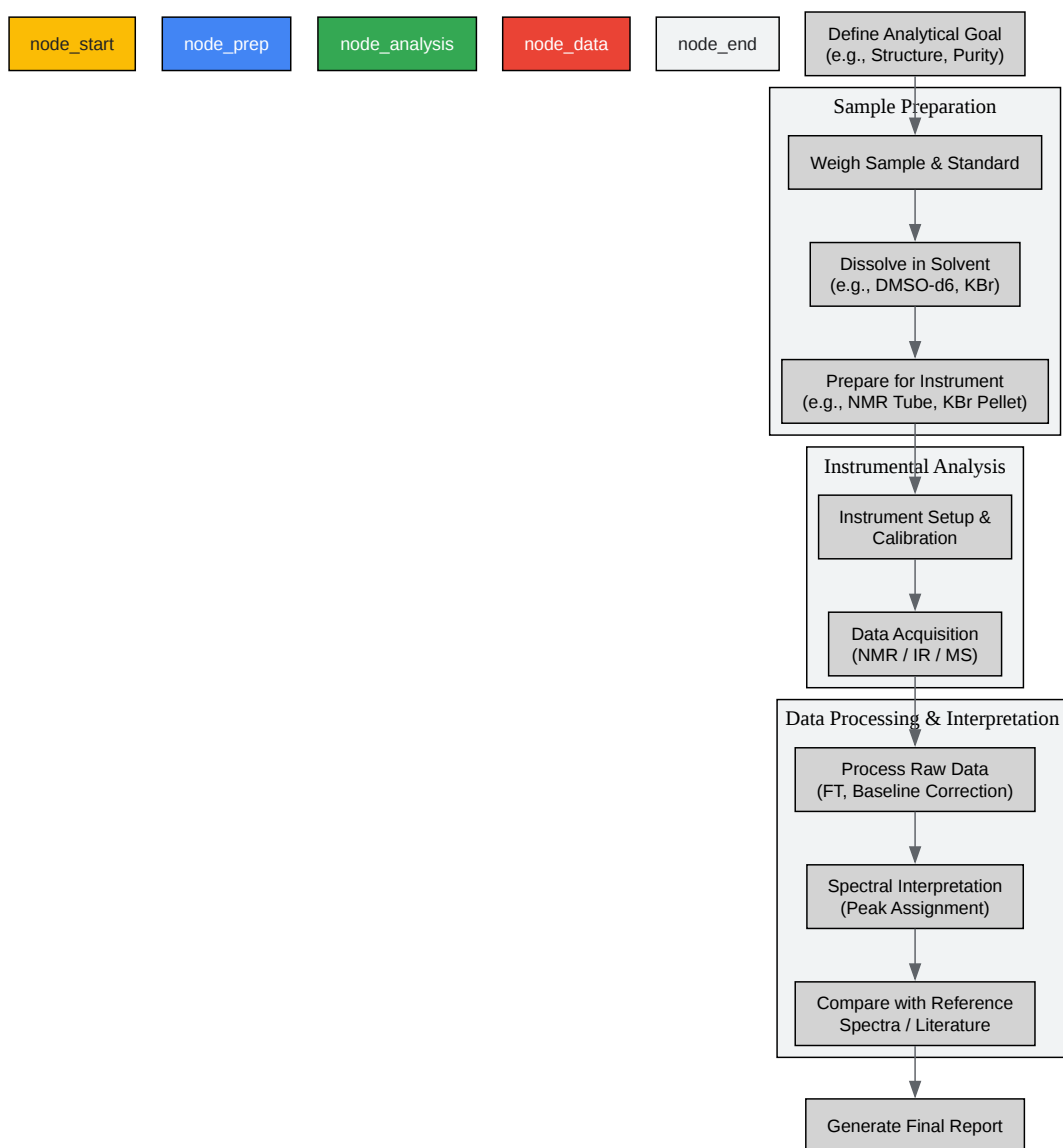 node_start
node_prep
node_analysis
node_data
node_end
Define Analytical Goal
(e.g., Structure, Purity)
Sample Preparation
Weigh Sample & Standard
Dissolve in Solvent
(e.g., DMSO-d6, KBr)
Prepare for Instrument
(e.g., NMR Tube, KBr Pellet)
Instrumental Analysis
Instrument Setup &
Calibration
Data Acquisition
(NMR / IR / MS)
Data Processing & Interpretation
Process Raw Data
(FT, Baseline Correction)
Spectral Interpretation
(Peak Assignment)
Compare with Reference
Spectra / Literature
Generate Final Report